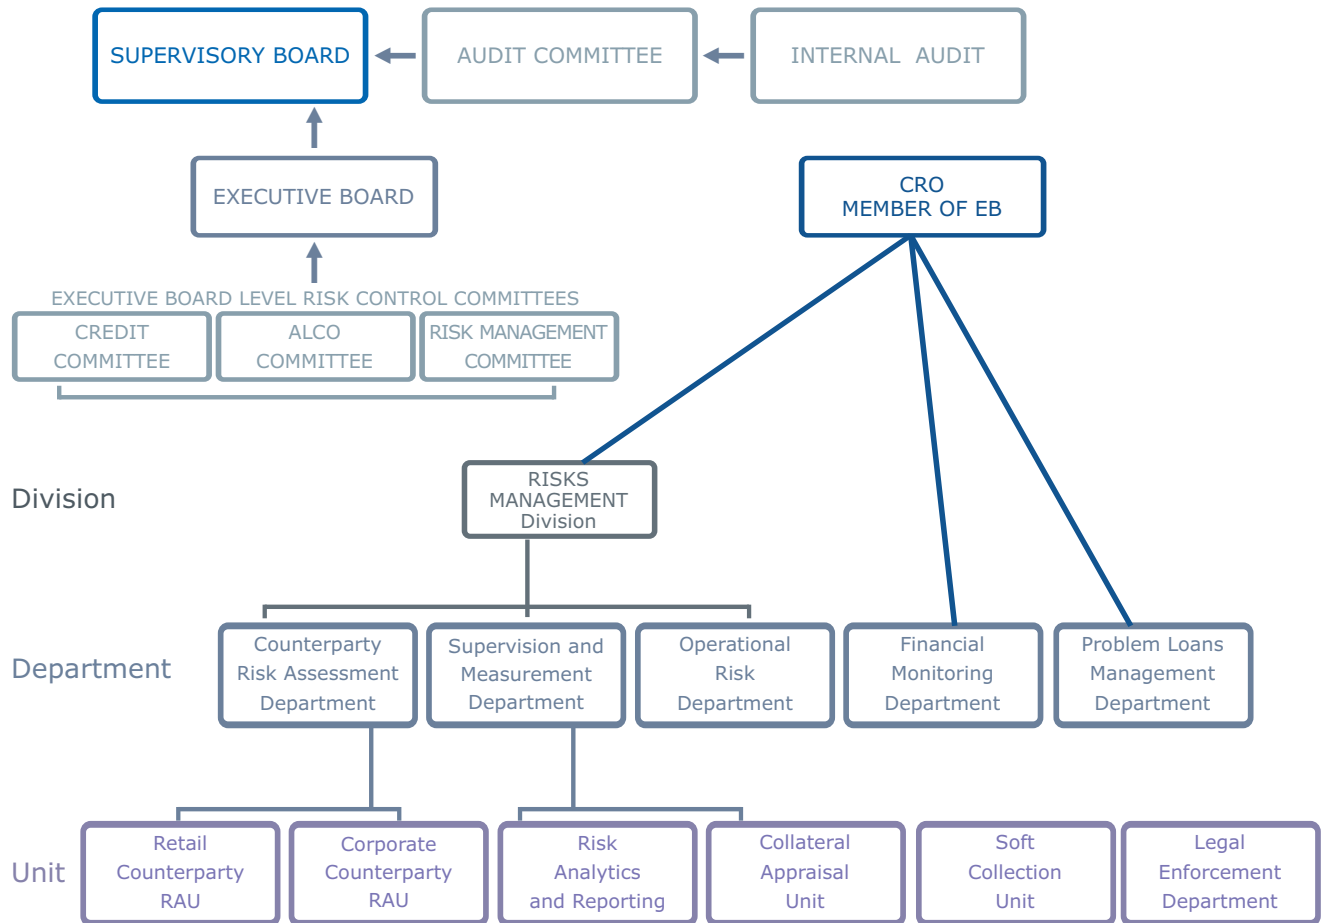 SUPERVISORY BOARD
AUDIT COMMITTEE
INTERNAL AUDIT
EXECUTIVE BOARD
CRO
MEMBER OF EB
EXECUTIVE BOARD LEVEL RISK CONTROL COMMITTEES
CREDIT
COMMITTEE
ALCO
COMMITTEE
RISK MANAGEMENT
COMMITTEE
Division
RISKS
MANAGEMENT
Division
Department
Counterparty
Risk Assessment
Department
Supervision and
Measurement
Department
Operational
Risk
Department
Financial
Monitoring
Department
Problem Loans
Management
Department
Unit
Retail
Counterparty
RAU
Corporate
Counterparty
RAU
Risk
Analytics
and Reporting
Collateral
Appraisal
Unit
Soft
Collection
Unit
Legal
Enforcement
Department